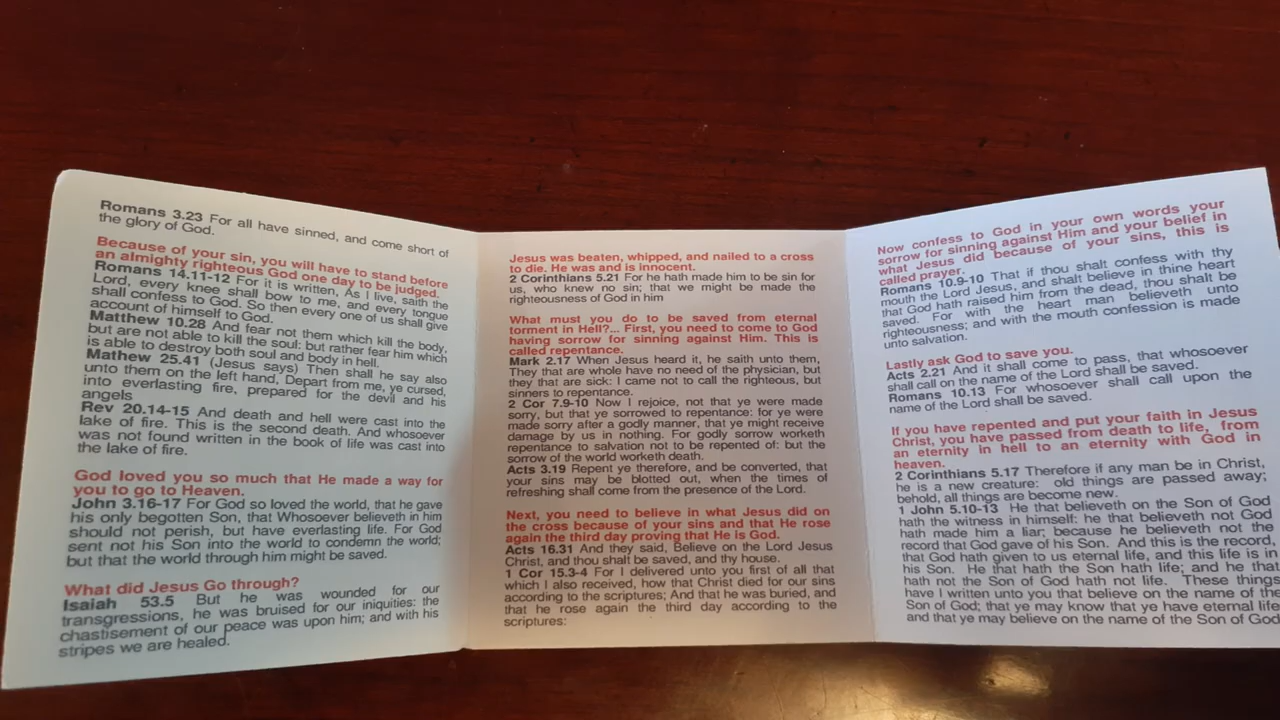 Romans 3.23 For all have sinned, and come short of
the glory of God.
Because of your sin, you will have to stand before
an almighty righteous God one day to be judged.
Romans 14.11-12 For it is written, As I live, saith the
Lord, every knee shall bow to me, and every tongue
shall confess to God. So then every one of us shall give
account of himself to God.
Matthew 10.28 And fear not them which kill the body,
but are not able to kill the soul: but rather fear him which
is able to destroy both soul and body in hell.
Mathew 25.41 (Jesus says) Then shall he say also
unto them on the left hand, Depart from me, ye cursed,
into everlasting fire, prepared for the devil and his
angels
Rev 20.14-15 And death and hell were cast into the
lake of fire. This is the second death. And whosoever
was not found written in the book of life was cast into
the lake of fire.
God loved you so much that He made a way for
you to go to Heaven.
John 3.16-17 For God so loved the world, that he gave
his only begotten Son, that Whosoever believeth in him
should not perish, but have everlasting life. For God
sent not his Son into the world to condemn the world;
but that the world through him might be saved.
What did Jesus Go through?
Isaiah 53.5 But he was wounded for our
transgressions, he was bruised for our iniquities: the
chastisement of our peace was upon him; and with his
stripes we are healed.
Jesus was beaten, whipped, and nailed to a cross
to die. He was and is innocent.
2 Corinthians 5.21 For he hath made him to be sin for
us, who knew no sin; that we might be made the
righteousness of God in him
What must you do to be saved from eternal
torment in Hell?... First, you need to come to God
having sorrow for sinning against Him. This is
called repentance.
Mark 2.17 When Jesus heard it, he saith unto them,
They that are whole have no need of the physician, but
they that are sick: I came not to call the righteous, but
sinners to repentance.
2 Cor 7.9-10 Now I rejoice, not that ye were made
sorry, but that ye sorrowed to repentance: for ye were
made sorry after a godly manner, that ye might receive
damage by us in nothing. For godly sorrow worketh
repentance to salvation not to be repented of: but the
sorrow of the world worketh death.
Acts 3.19 Repent ye therefore, and be converted, that
your sins may be blotted out, when the times of
refreshing shall come from the presence of the Lord.
Next, you need to believe in what Jesus did on
the cross because of your sins and that He rose
again the third day proving that He is God.
Acts 16.31 And they said, Believe on the Lord Jesus
Christ, and thou shalt be saved, and thy house.
1 Cor 15.3-4 For I delivered unto you first of all that
which I also received, how that Christ died for our sins
according to the scriptures; And that he was buried, and
that he rose again the third day according to the
scriptures:
Now confess to God in your own words your
sorrow for sinning against Him and your belief in
what Jesus did because of your sins, this is
called prayer.
Romans 10.9-10 That if thou shalt confess with thy
mouth the Lord Jesus, and shalt believe in thine heart
that God hath raised him from the dead, thou shalt be
saved. For with the heart man believeth unto
righteousness; and with the mouth confession is made
unto salvation.
Lastly ask God to save you.
Acts 2.21 And it shall come to pass, that whosoever
shall call on the name of the Lord shall be saved.
Romans 10.13 For whosoever shall call upon the
name of the Lord shall be saved.
If you have repented and put your faith in Jesus
Christ, you have passed from death to life, from
an eternity in hell to an eternity with God in
heaven.
2 Corinthians 5.17 Therefore if any man be in Christ,
he is a new creature: old things are passed away;
behold, all things are become new.
1 John 5.10-13 He that believeth on the Son of God
hath the witness in himself: he that believeth not God
hath made him a liar; because he believeth not the
record that God gave of his Son. And this is the record,
that God hath given to us eternal life, and this life is in
his Son. He that hath the Son hath life; and he that
hath not the Son of God hath not life. These things
have I written unto you that believe on the name of the
Son of God; that ye may know that ye have eternal life
and that ye may believe on the name of the Son of God